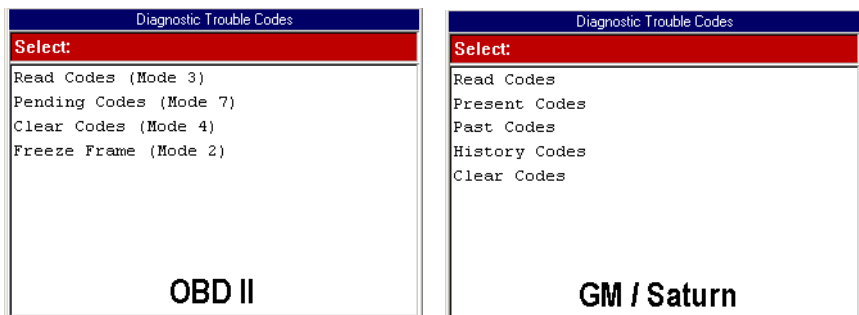 Diagnostic Trouble Codes
Select:
Read Codes (Mode 3)
Pending Codes (Mode 7)
Clear Codes (Mode 4)
Freeze Frame (Mode 2)
OBD II
Diagnostic Trouble Codes
Select:
Read Codes
Present Codes
Past Codes
History Codes
Clear Codes
GM / Saturn